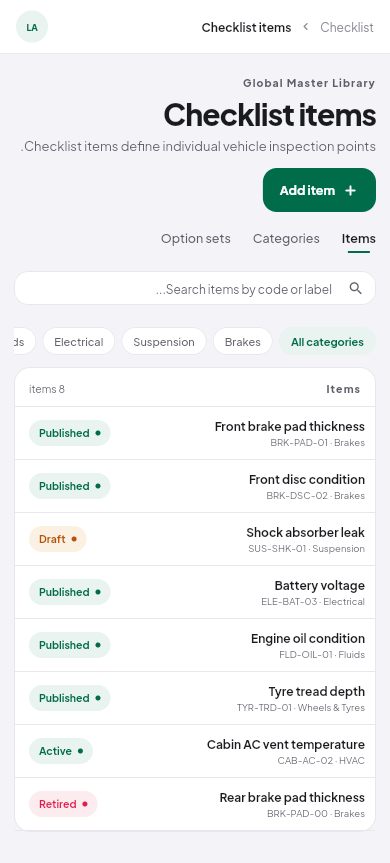 Checklist › Checklist items
LA
Global Master Library
Checklist items
Checklist items define individual vehicle inspection points.
+ Add item
Items Categories Option sets
Search items by code or label...
All categories Brakes Suspension Electrical ds
Items 8 items
Front brake pad thickness Published
BRK-PAD-01 · Brakes
Front disc condition Published
BRK-DSC-02 · Brakes
Shock absorber leak Draft
SUS-SHK-01 · Suspension
Battery voltage Published
ELE-BAT-03 · Electrical
Engine oil condition Published
FLD-OIL-01 · Fluids
Tyre tread depth Published
TYR-TRD-01 · Wheels & Tyres
Cabin AC vent temperature Active
CAB-AC-02 · HVAC
Rear brake pad thickness Retired
BRK-PAD-00 · Brakes